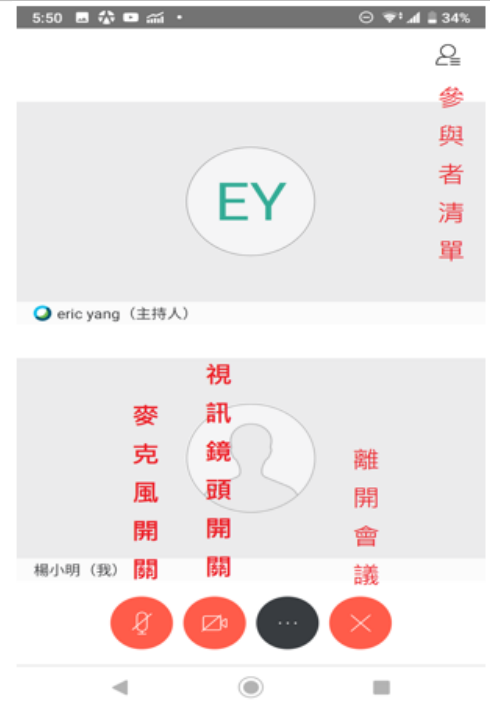 5:50
34%
參與者清單
EY
eric yang（主持人）
麥克風開關
視訊鏡頭開關
離開會議
楊小明（我）